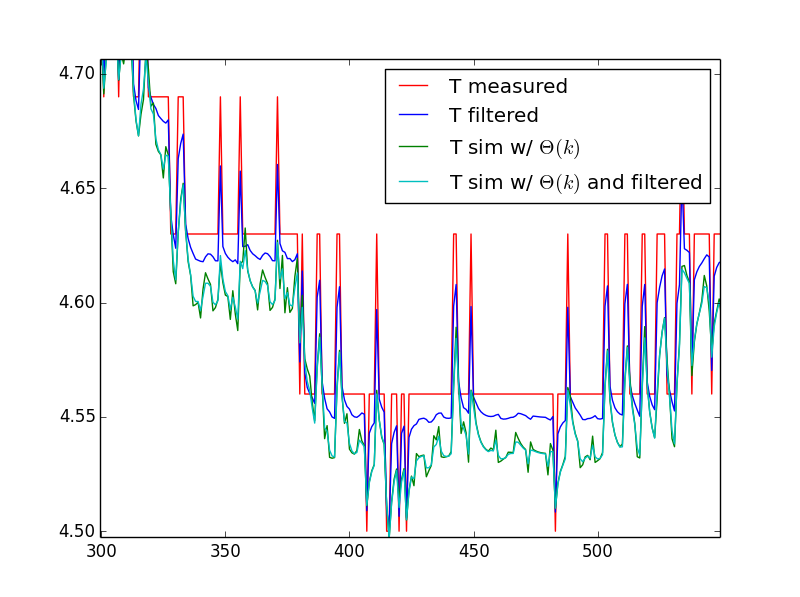 4.70
4.65
4.60
4.55
4.50
300 350 400 450 500
T measured
T filtered
T sim w/ Θ(k)
T sim w/ Θ(k) and filtered